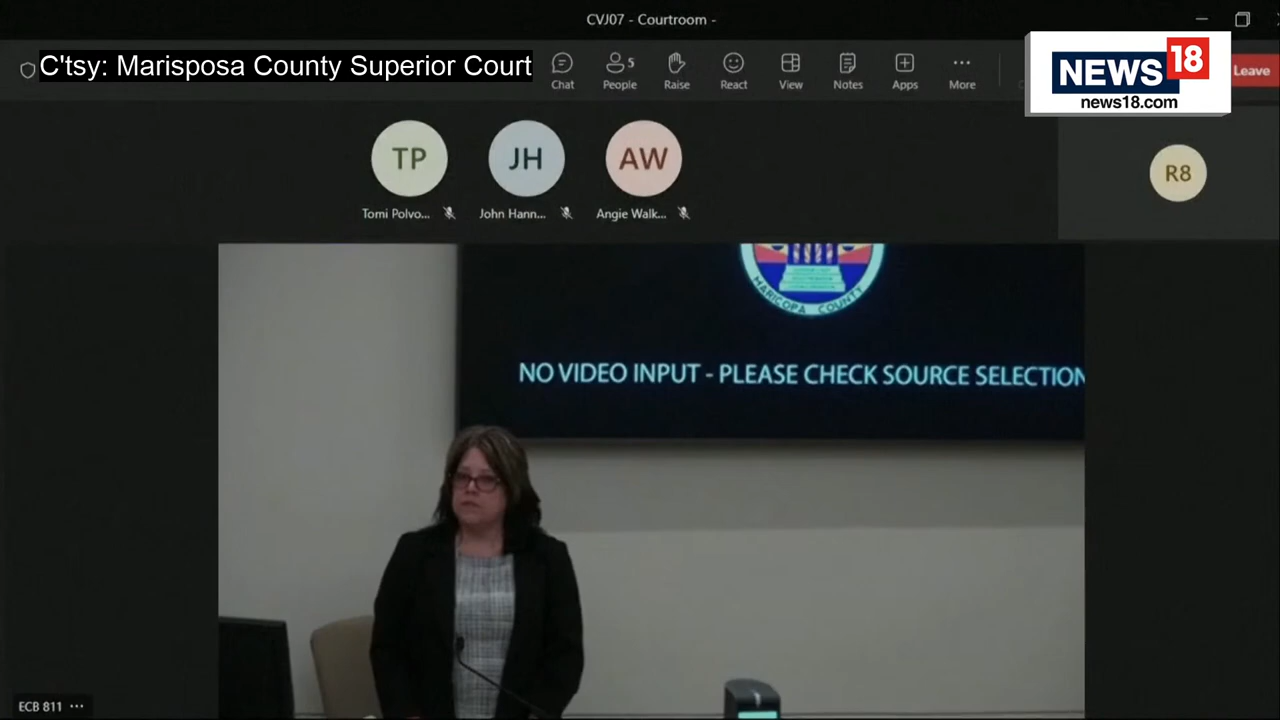 CVJ07 - Courtroom -
C'tsy: Marisposa County Superior Court
5
Chat
People
Raise
React
View
Notes
Apps
More
Leave
NEWS 18
news18.com
TP
JH
AW
R8
Tomi Polvo...
John Hann...
Angie Walk...
MARICOPA COUNTY
NO VIDEO INPUT - PLEASE CHECK SOURCE SELECTION
ECB 811